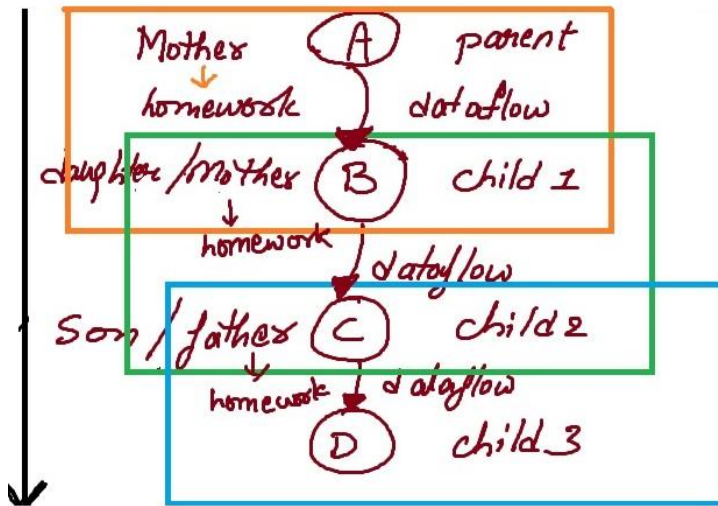 Mother A parent
homework dataflow
daughter/Mother B child 1
homework
dataflow
Son/father C child 2
homework dataflow
D child 3